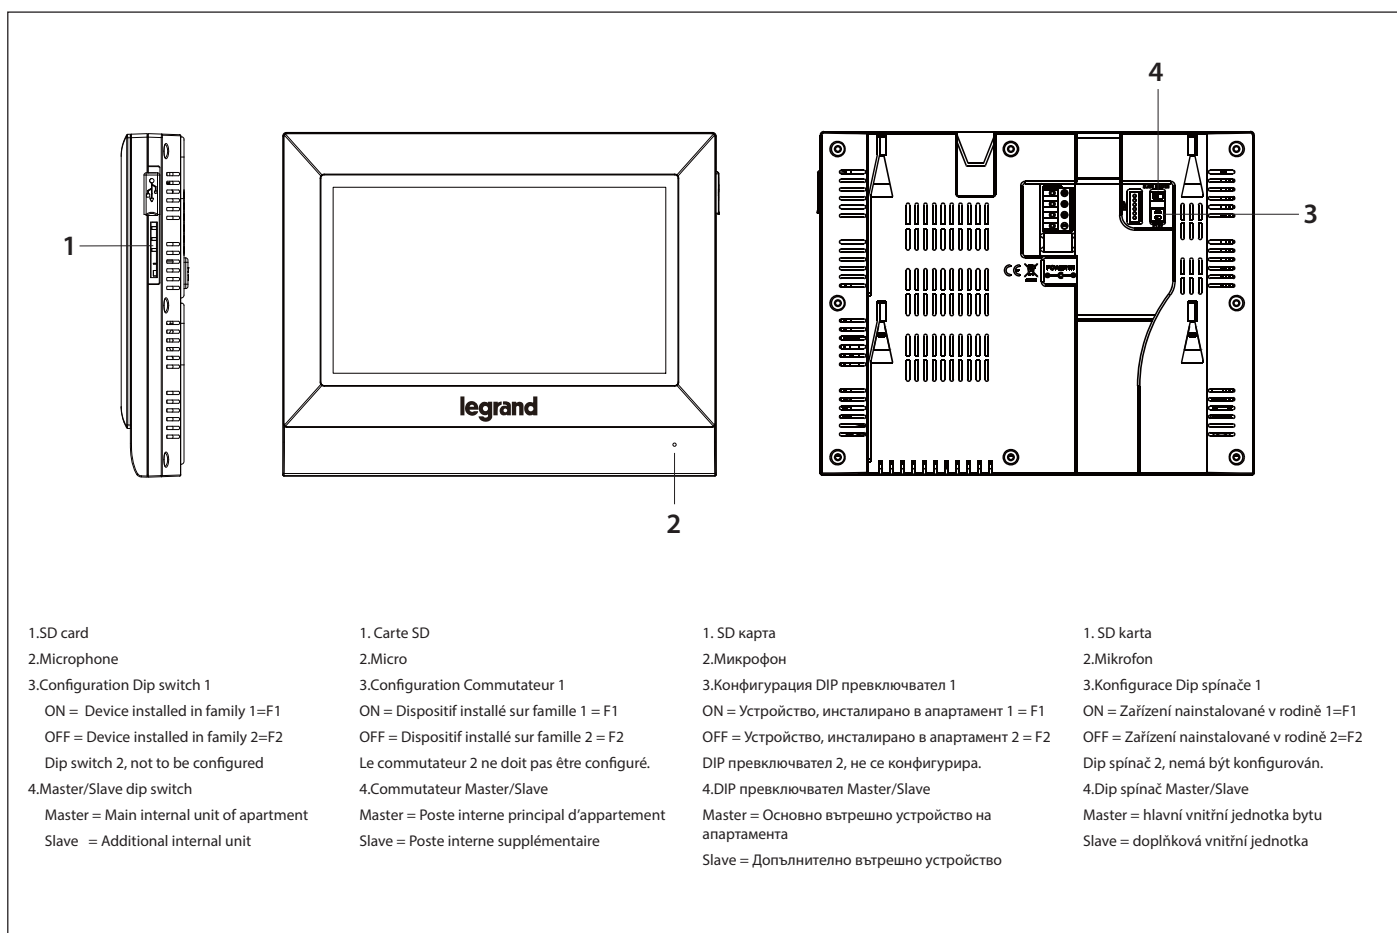 4
1
3
legrand
2
1.SD card
2.Microphone
3.Configuration Dip switch 1
ON = Device installed in family 1=F1
OFF = Device installed in family 2=F2
Dip switch 2, not to be configured
4.Master/Slave dip switch
Master = Main internal unit of apartment
Slave = Additional internal unit
1. Carte SD
2.Micro
3.Configuration Commutateur 1
ON = Dispositif installé sur famille 1 = F1
OFF = Dispositif installé sur famille 2 = F2
Le commutateur 2 ne doit pas être configuré.
4.Commutateur Master/Slave
Master = Poste interne principal d’appartement
Slave = Poste interne supplémentaire
1. SD карта
2.Микрофон
3.Конфигурация DIP превключвател 1
ON = Устройство, инсталирано в апартамент 1 = F1
OFF = Устройство, инсталирано в апартамент 2 = F2
DIP превключвател 2, не се конфигурира.
4.DIP превключвател Master/Slave
Master = Основно вътрешно устройство на
апартамента
Slave = Допълнително вътрешно устройство
1. SD karta
2.Mikrofon
3.Konfigurace Dip spínače 1
ON = Zařízení nainstalované v rodině 1=F1
OFF = Zařízení nainstalované v rodině 2=F2
Dip spínač 2, nemá být konfigurován.
4.Dip spínač Master/Slave
Master = hlavní vnitřní jednotka bytu
Slave = doplňková vnitřní jednotka